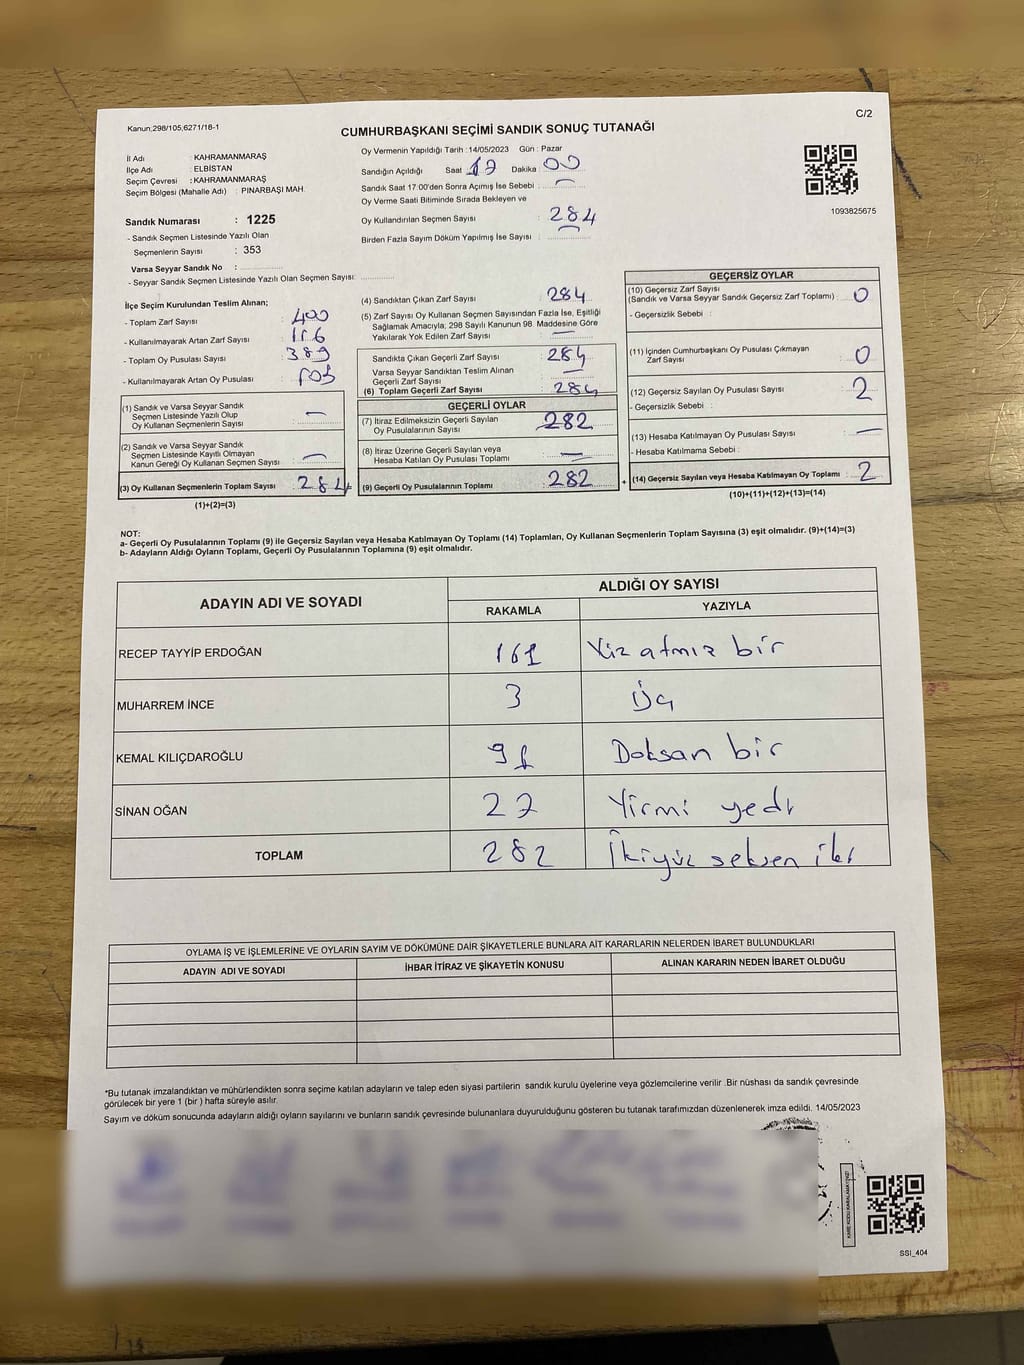 Kanun;298/105;6271/18-1
C/2
CUMHURBAŞKANI SEÇİMİ SANDIK SONUÇ TUTANAĞI
İl Adı : KAHRAMANMARAŞ
İlçe Adı : ELBİSTAN
Seçim Çevresi : KAHRAMANMARAŞ
Seçim Bölgesi (Mahalle Adı) : PINARBAŞI MAH.
Sandık Numarası : 1225
- Sandık Seçmen Listesinde Yazılı Olan
Seçmenlerin Sayısı : 353
Varsa Seyyar Sandık No :
- Seyyar Sandık Seçmen Listesinde Yazılı Olan Seçmen Sayısı:
Oy Vermenin Yapıldığı Tarih :14/05/2023 Gün : Pazar
Sandığın Açıldığı Saat 17 Dakika : 00
Sandık Saat 17:00'den Sonra Açımış İse Sebebi : —
Oy Verme Saati Bitiminde Sırada Bekleyen ve
Oy Kullandırılan Seçmen Sayısı : 284
Birden Fazla Sayım Döküm Yapılmış İse Sayısı : —
1093825675
İlçe Seçim Kurulundan Teslim Alınan;
- Toplam Zarf Sayısı : 400
- Kullanılmayarak Artan Zarf Sayısı : 116
- Toplam Oy Pusulası Sayısı : 389
- Kullanılmayarak Artan Oy Pusulası : 105
(1) Sandık ve Varsa Seyyar Sandık
Seçmen Listesinde Yazılı Olup
Oy Kullanan Seçmenlerin Sayısı : —
(2) Sandık ve Varsa Seyyar Sandık
Seçmen Listesinde Kayıtlı Olmayan
Kanun Gereği Oy Kullanan Seçmen Sayısı : —
(3) Oy Kullanan Seçmenlerin Toplam Sayısı : 284
(1)+(2)=(3)
(4) Sandıktan Çıkan Zarf Sayısı : 284
(5) Zarf Sayısı Oy Kullanan Seçmen Sayısından Fazla İse, Eşitliği
Sağlamak Amacıyla; 298 Sayılı Kanunun 98. Maddesine Göre
Yakılarak Yok Edilen Zarf Sayısı : —
Sandıkta Çıkan Geçerli Zarf Sayısı : 284
Varsa Seyyar Sandıktan Teslim Alınan
Geçerli Zarf Sayısı : —
(6) Toplam Geçerli Zarf Sayısı : 284
GEÇERLİ OYLAR
(7) İtiraz Edilmeksizin Geçerli Sayılan
Oy Pusulalarının Sayısı : 282
(8) İtiraz Üzerine Geçerli Sayılan veya
Hesaba Katılan Oy Pusulası Toplamı : —
(9) Geçerli Oy Pusulalarının Toplamı : 282
+
GEÇERSİZ OYLAR
(10) Geçersiz Zarf Sayısı
(Sandık ve Varsa Seyyar Sandık Geçersiz Zarf Toplamı) : 0
- Geçersizlik Sebebi :
(11) İçinden Cumhurbaşkanı Oy Pusulası Çıkmayan
Zarf Sayısı : 0
(12) Geçersiz Sayılan Oy Pusulası Sayısı : 2
- Geçersizlik Sebebi :
(13) Hesaba Katılmayan Oy Pusulası Sayısı : —
- Hesaba Katılmama Sebebi :
(14) Geçersiz Sayılan veya Hesaba Katılmayan Oy Toplamı : 2
(10)+(11)+(12)+(13)=(14)
NOT:
a- Geçerli Oy Pusulalarının Toplamı (9) ile Geçersiz Sayılan veya Hesaba Katılmayan Oy Toplamı (14) Toplamları, Oy Kullanan Seçmenlerin Toplam Sayısına (3) eşit olmalıdır. (9)+(14)=(3)
b- Adayların Aldığı Oyların Toplamı, Geçerli Oy Pusulalarının Toplamına (9) eşit olmalıdır.
ADAYIN ADI VE SOYADI
ALDIĞI OY SAYISI
RAKAMLA YAZIYLA
RECEP TAYYİP ERDOĞAN 161 Yüz atmız bir
MUHARREM İNCE 3 Üç
KEMAL KILIÇDAROĞLU 91 Doksan bir
SİNAN OĞAN 27 Yirmi yedi
TOPLAM 282 İkiyüz seksen iki
OYLAMA İŞ VE İŞLEMLERİNE VE OYLARIN SAYIM VE DÖKÜMÜNE DAİR ŞİKAYETLERLE BUNLARA AİT KARARLARIN NELERDEN İBARET BULUNDUKLARI
ADAYIN ADI VE SOYADI İHBAR İTİRAZ VE ŞİKAYETİN KONUSU ALINAN KARARIN NEDEN İBARET OLDUĞU
*Bu tutanak imzalandıktan ve mühürlendikten sonra seçime katılan adayların ve talep eden siyasi partilerin sandık kurulu üyelerine veya gözlemcilerine verilir .Bir nüshası da sandık çevresinde
görülecek bir yere 1 (bir ) hafta süreyle asılır.
Sayım ve döküm sonucunda adayların aldığı oyların sayılarını ve bunların sandık çevresinde bulunanlara duyurulduğunu gösteren bu tutanak tarafımızdan düzenlenerek imza edildi. 14/05/2023
SSI_404